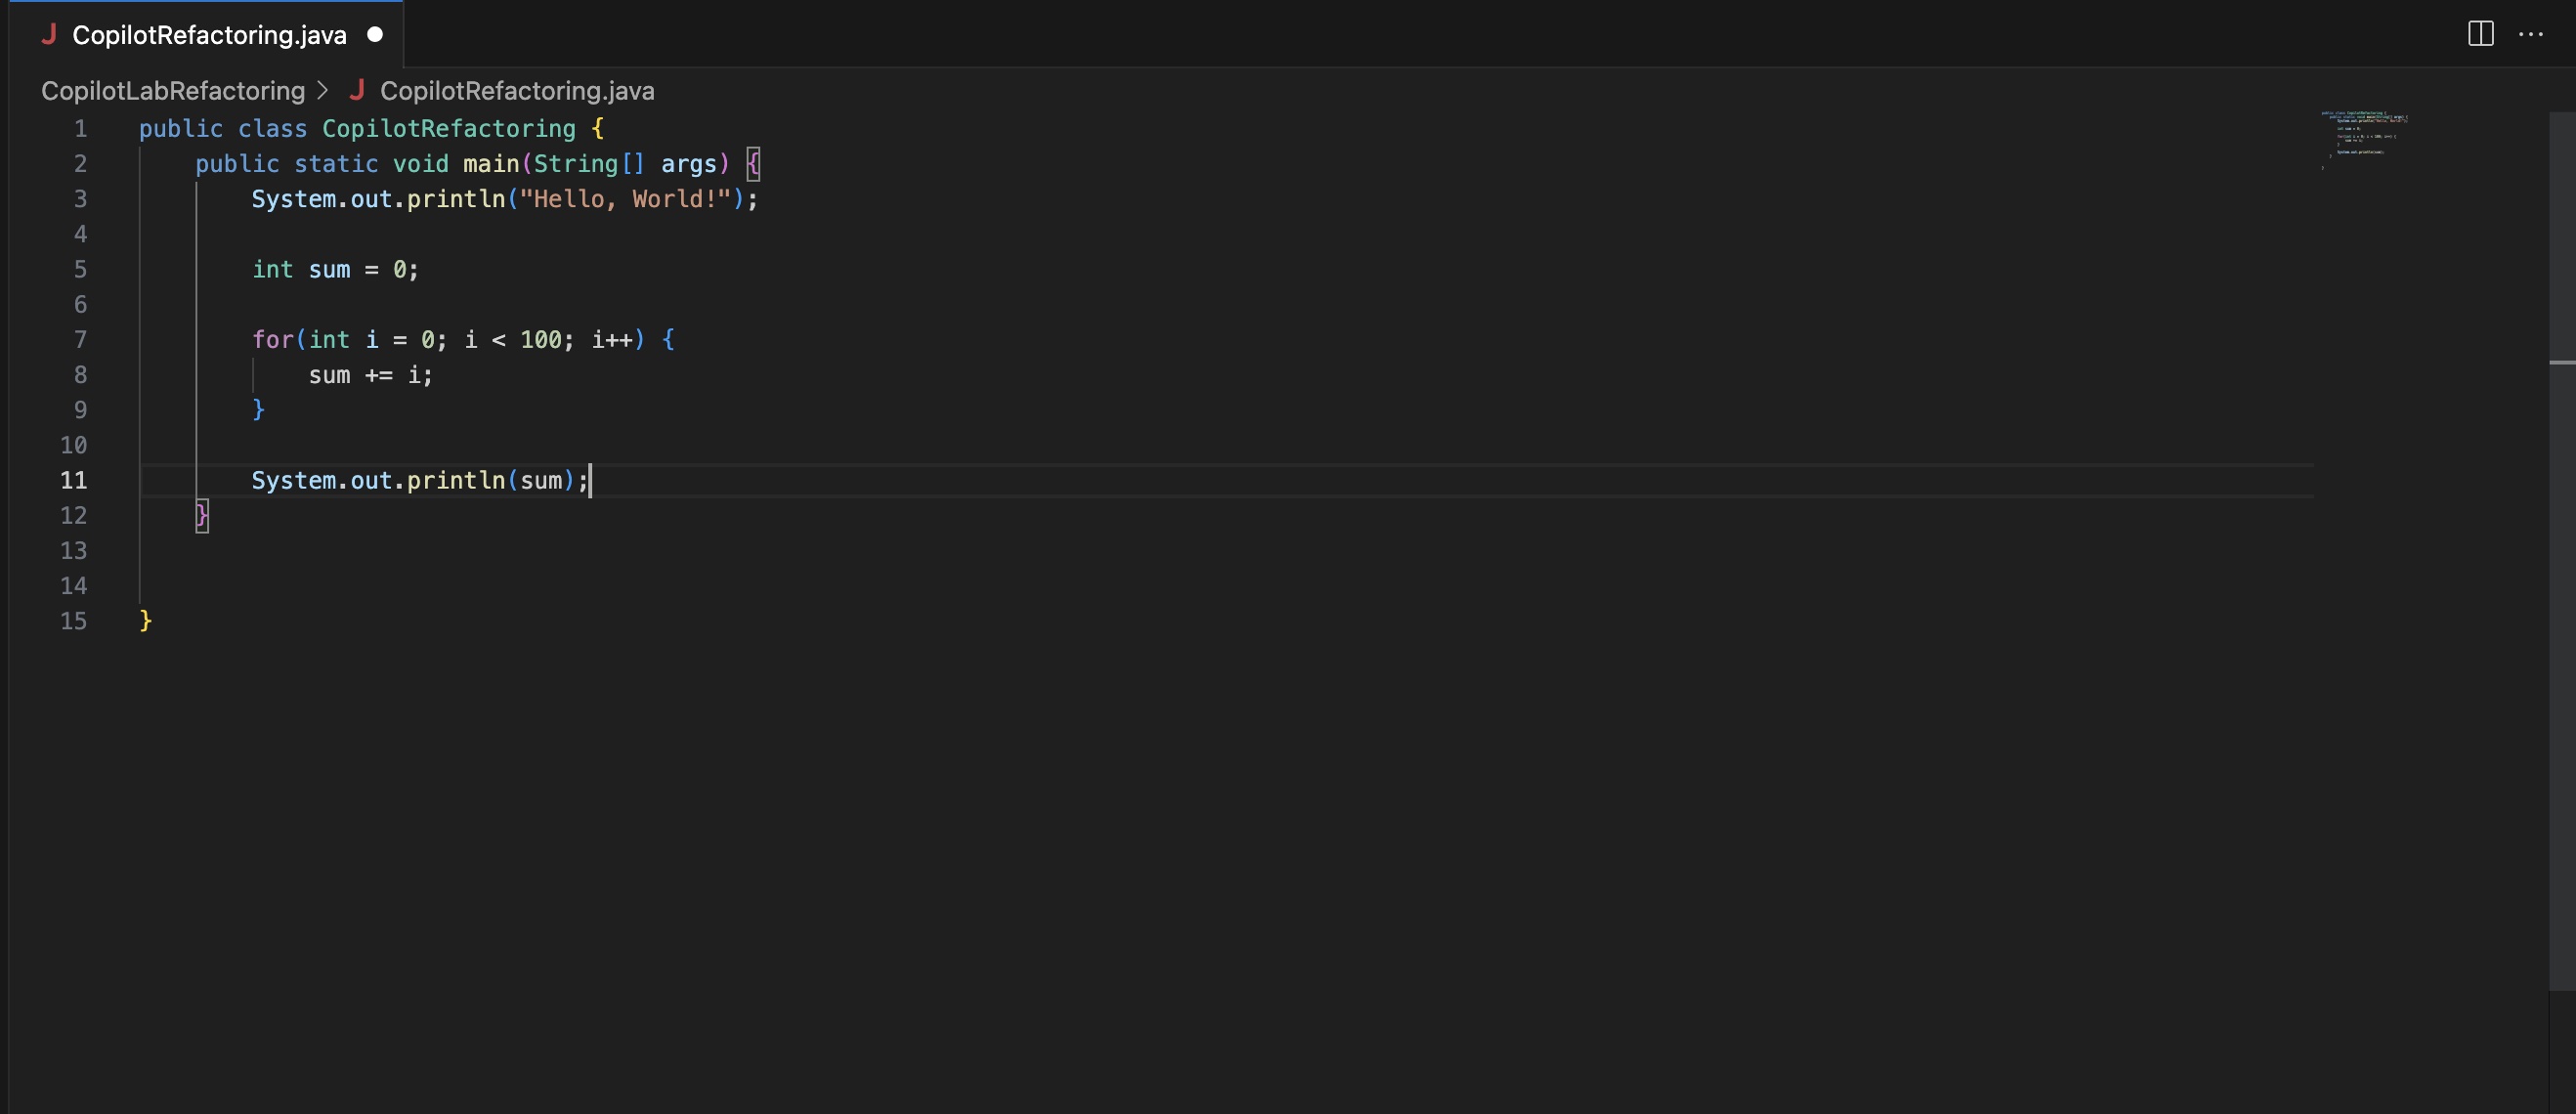 CopilotRefactoring.java
CopilotLabRefactoring > CopilotRefactoring.java
1 public class CopilotRefactoring {
2     public static void main(String[] args) {
3         System.out.println("Hello, World!");
4
5         int sum = 0;
6
7         for(int i = 0; i < 100; i++) {
8             sum += i;
9         }
10
11         System.out.println(sum);
12     }
13
14
15 }